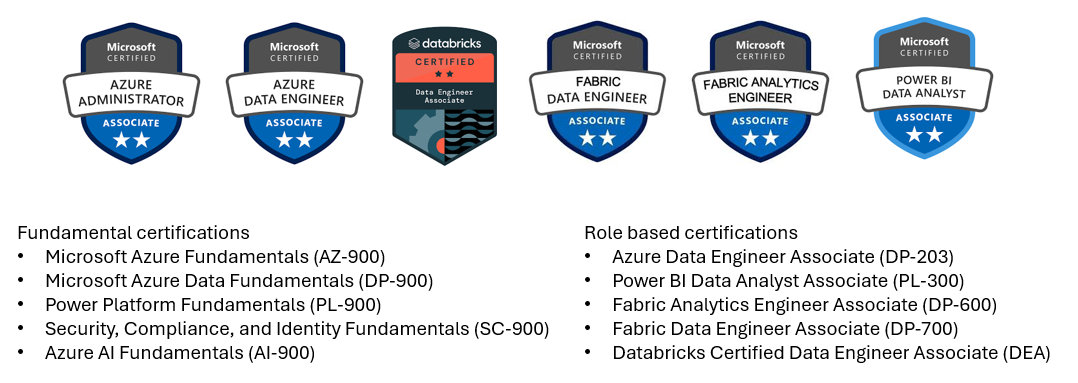 Microsoft
CERTIFIED
AZURE
ADMINISTRATOR
ASSOCIATE
Microsoft
CERTIFIED
AZURE
DATA ENGINEER
ASSOCIATE
databricks
CERTIFIED
Data Engineer
Associate
Microsoft
CERTIFIED
FABRIC
DATA ENGINEER
ASSOCIATE
Microsoft
CERTIFIED
FABRIC ANALYTICS
ENGINEER
ASSOCIATE
Microsoft
CERTIFIED
POWER BI
DATA ANALYST
ASSOCIATE
Fundamental certifications
• Microsoft Azure Fundamentals (AZ-900)
• Microsoft Azure Data Fundamentals (DP-900)
• Power Platform Fundamentals (PL-900)
• Security, Compliance, and Identity Fundamentals (SC-900)
• Azure AI Fundamentals (AI-900)
Role based certifications
• Azure Data Engineer Associate (DP-203)
• Power BI Data Analyst Associate (PL-300)
• Fabric Analytics Engineer Associate (DP-600)
• Fabric Data Engineer Associate (DP-700)
• Databricks Certified Data Engineer Associate (DEA)